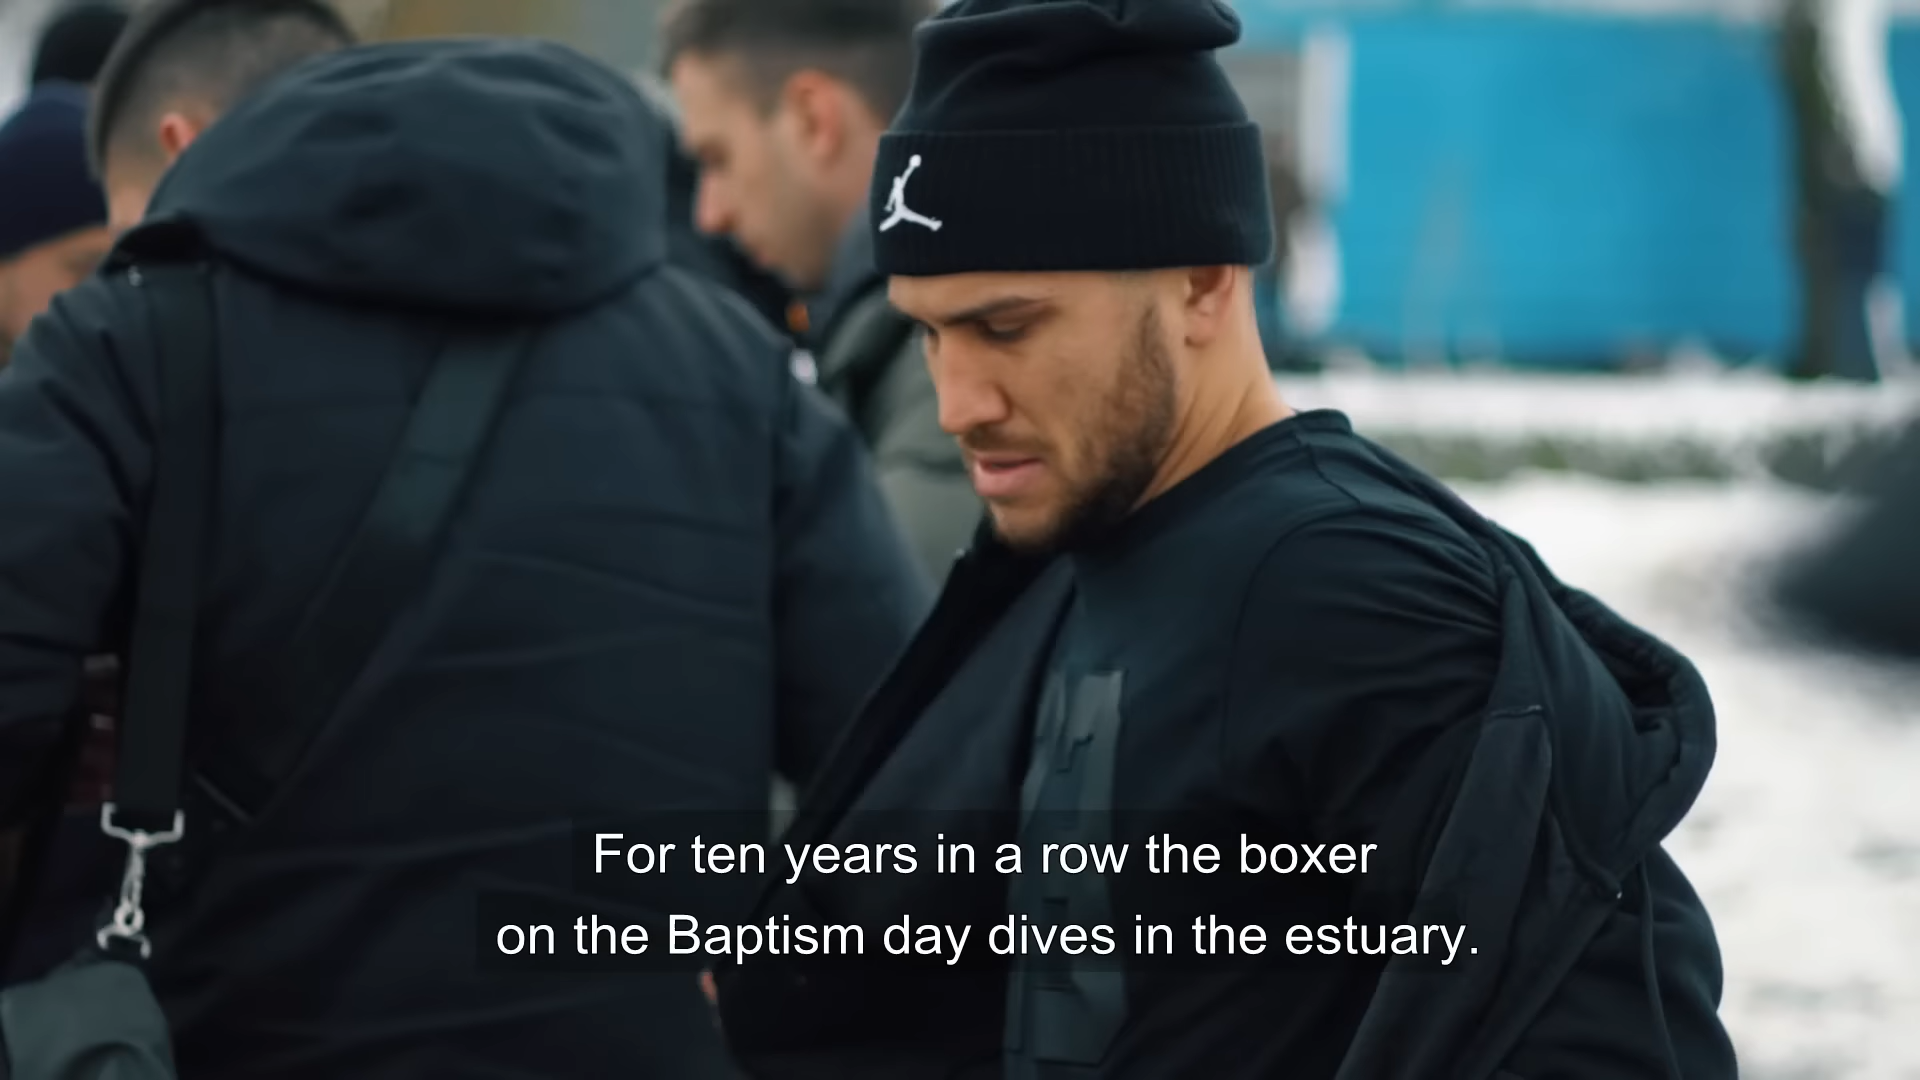 For ten years in a row the boxer
on the Baptism day dives in the estuary.